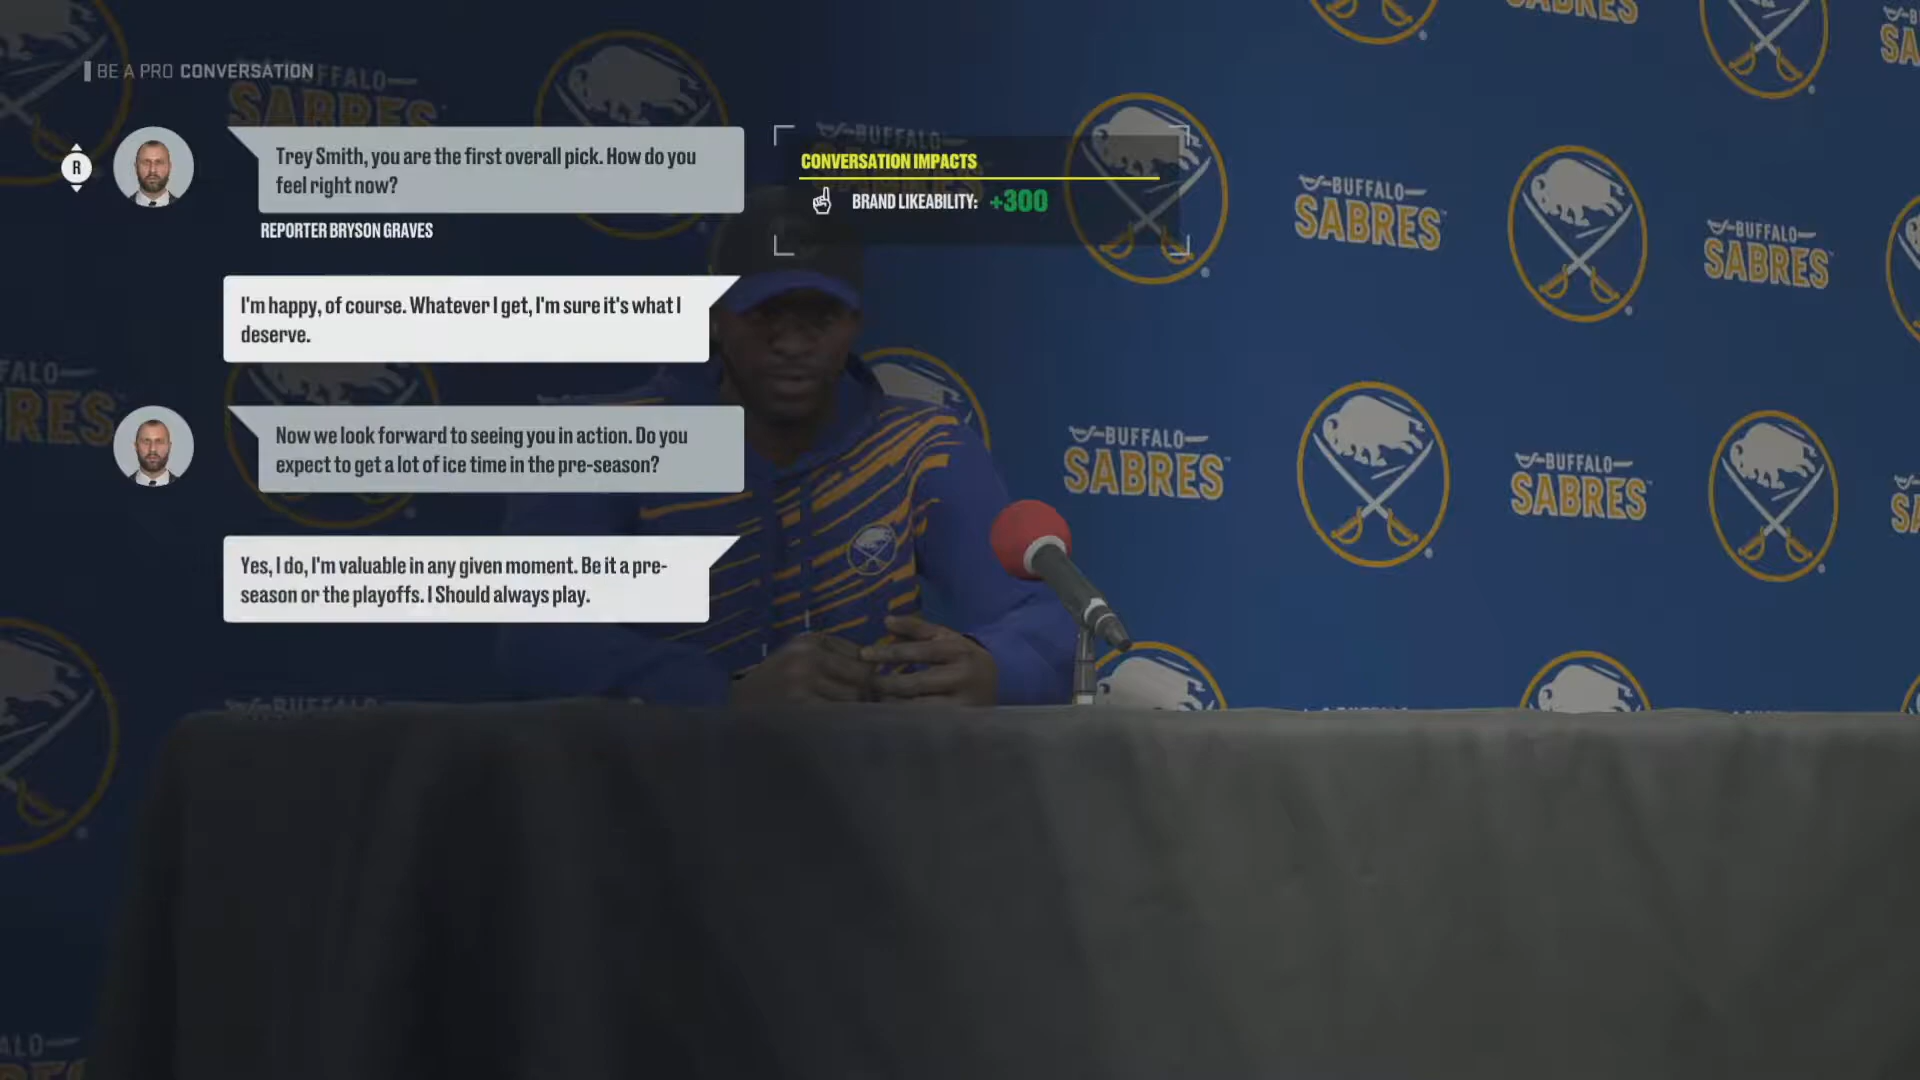 BE A PRO CONVERSATION
R
Trey Smith, you are the first overall pick. How do you
feel right now?
REPORTER BRYSON GRAVES
CONVERSATION IMPACTS
BRAND LIKEABILITY: +300
I'm happy, of course. Whatever I get, I'm sure it's what I
deserve.
Now we look forward to seeing you in action. Do you
expect to get a lot of ice time in the pre-season?
Yes, I do, I'm valuable in any given moment. Be it a pre-
season or the playoffs. I Should always play.
BUFFALO
SABRES
BUFFALO
SABRES
BUFFALO
SABRES
BUFFALO
SABRES
BUFFALO
SABRES
BUFFALO
SABRES